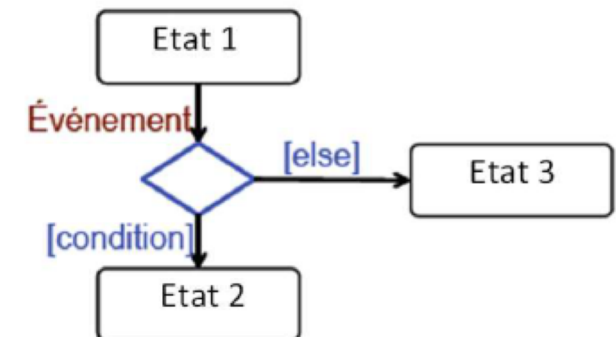 Etat 1
Événement
[else]
Etat 3
[condition]
Etat 2